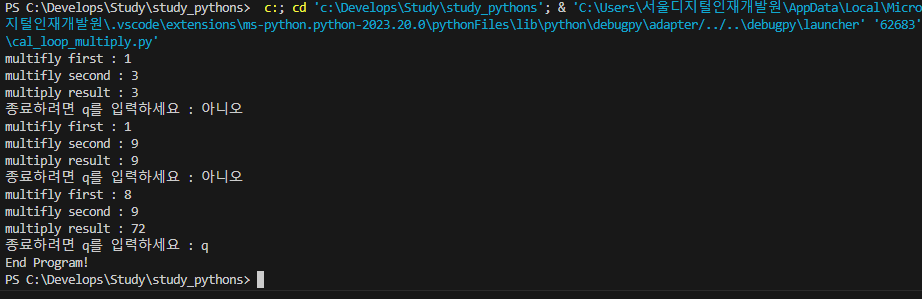 PS C:\Develops\Study\study_pythons>  c:; cd 'c:\Develops\Study\study_pythons'; & 'C:\Users\서울디지털인재개발원\AppData\Local\Micro
지털인재개발원\.vscode\extensions\ms-python.python-2023.20.0\pythonFiles\lib\python\debugpy\adapter/../..\debugpy\launcher' '62683'
\cal_loop_multiply.py'
multifly first : 1
multifly second : 3
multiply result : 3
종료하려면 q를 입력하세요 : 아니오
multifly first : 1
multifly second : 9
multiply result : 9
종료하려면 q를 입력하세요 : 아니오
multifly first : 8
multifly second : 9
multiply result : 72
종료하려면 q를 입력하세요 : q
End Program!
PS C:\Develops\Study\study_pythons>